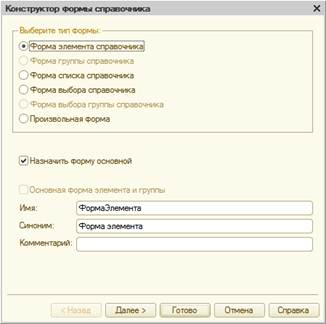 Конструктор формы справочника
Выберите тип формы:
Форма элемента справочника
Форма группы справочника
Форма списка справочника
Форма выбора справочника
Форма выбора группы справочника
Произвольная форма
Назначить форму основной
Основная форма элемента и группы
Имя: ФормаЭлемента
Синоним: Форма элемента
Комментарий:
< Назад Далее > Готово Отмена Справка